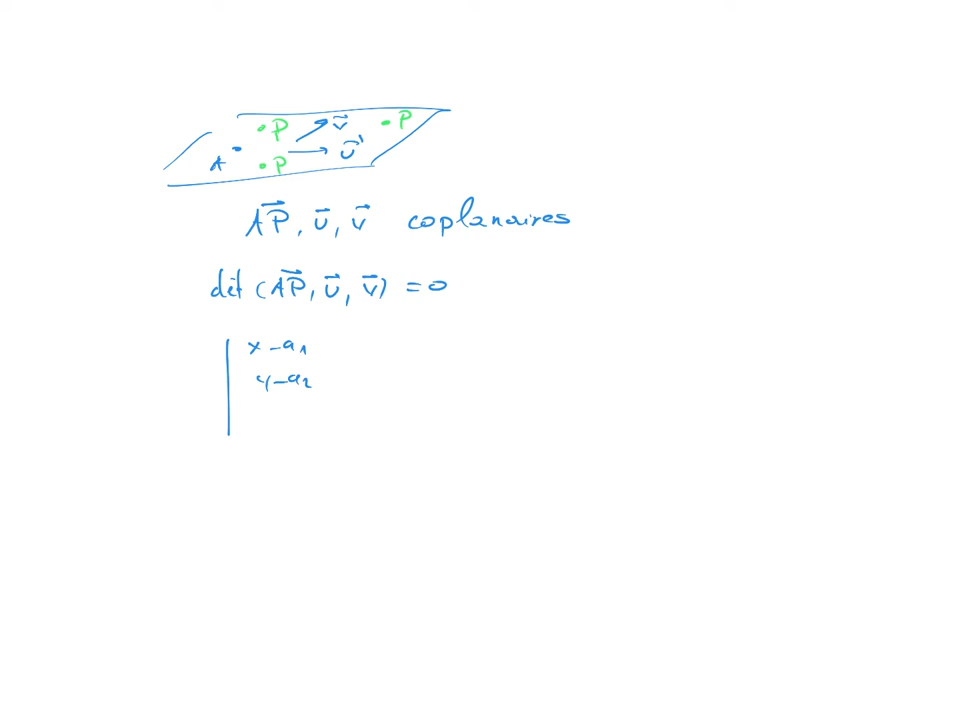 P V⃗ P
A P U⃗
AP⃗, U⃗, V⃗ coplanaires
dét (AP⃗, U⃗, V⃗) = 0
x - a₁
y - a₂